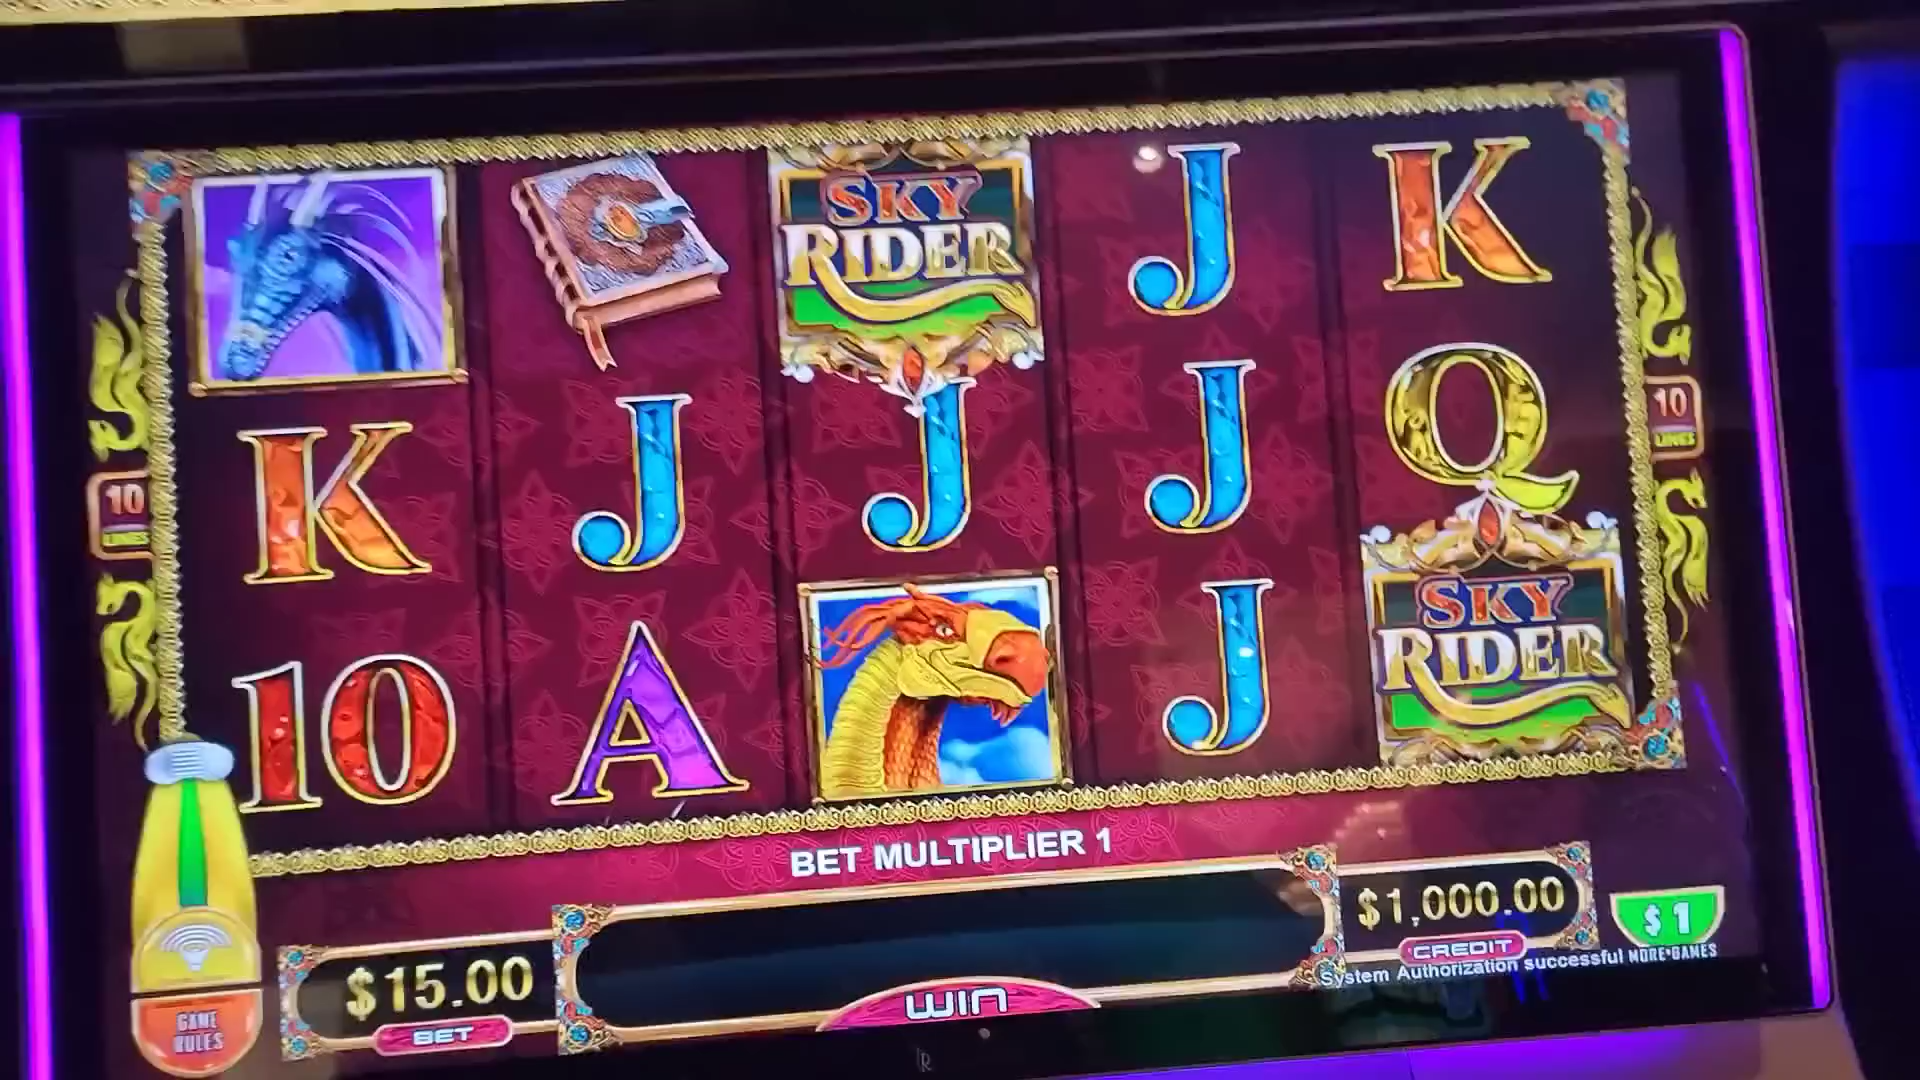 SKY
RIDER
J
K
K
J
J
J
Q
10
LINES
10
LINES
10
A
J
SKY
RIDER
BET MULTIPLIER 1
$1,000.00
CREDIT
$1
MORE•GAMES
System Authorization successful
$15.00
BET
WIN
GAME
RULES